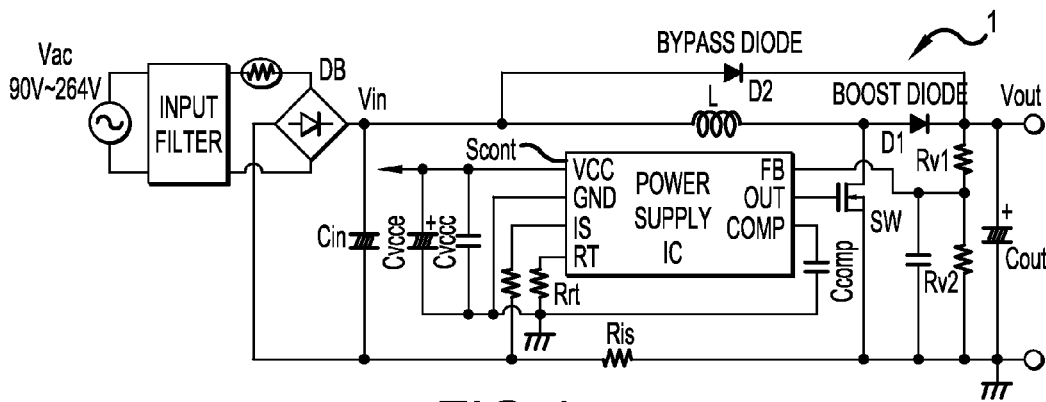 1
Vac
90V~264V
INPUT
FILTER
DB
Vin
BYPASS DIODE
D2
L
BOOST DIODE
D1
Vout
Scont
VCC
GND
IS
RT
POWER
SUPPLY
IC
FB
OUT
COMP
SW
Rv1
Rv2
Cin
Cvcce
+
Cvccc
Rrt
Ccomp
+
Cout
Ris